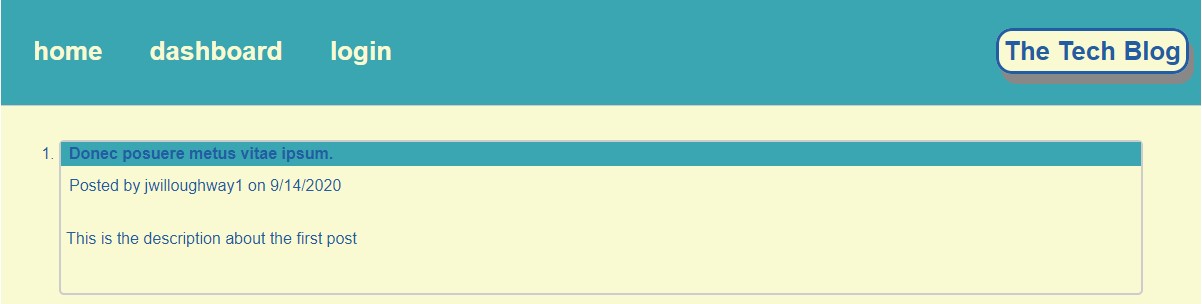 home dashboard login The Tech Blog
1. Donec posuere metus vitae ipsum.
Posted by jwilloughway1 on 9/14/2020
This is the description about the first post